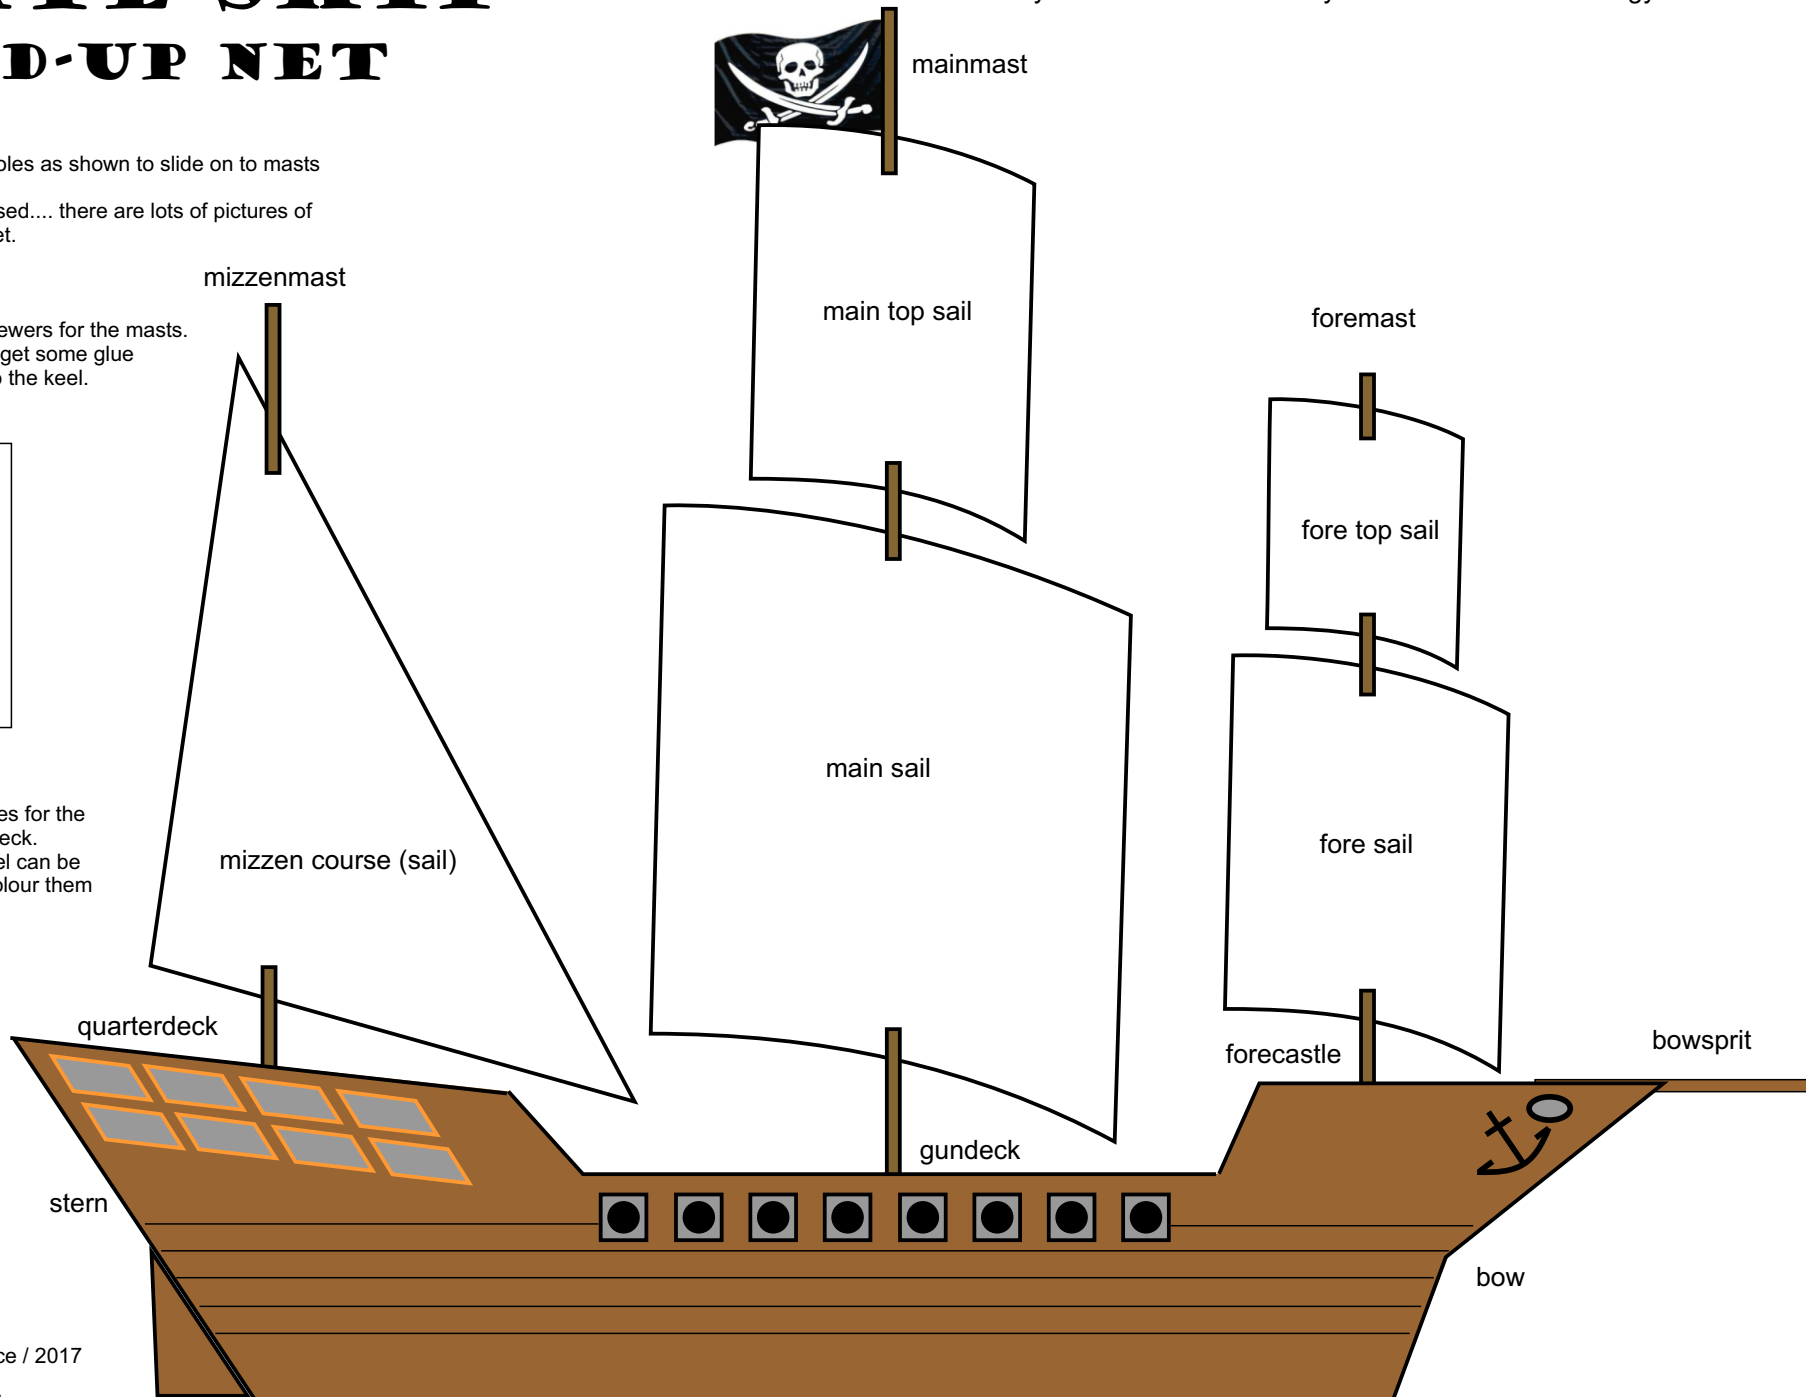 D-UP NET
mainmast
oles as shown to slide on to masts
sed.... there are lots of pictures of
et.
mizzenmast
main top sail
foremast
ewers for the masts.
get some glue
o the keel.
fore top sail
main sail
es for the
eck.
el can be
olour them
mizzen course (sail)
fore sail
quarterdeck
forecastle
bowsprit
gundeck
stern
bow
ce / 2017